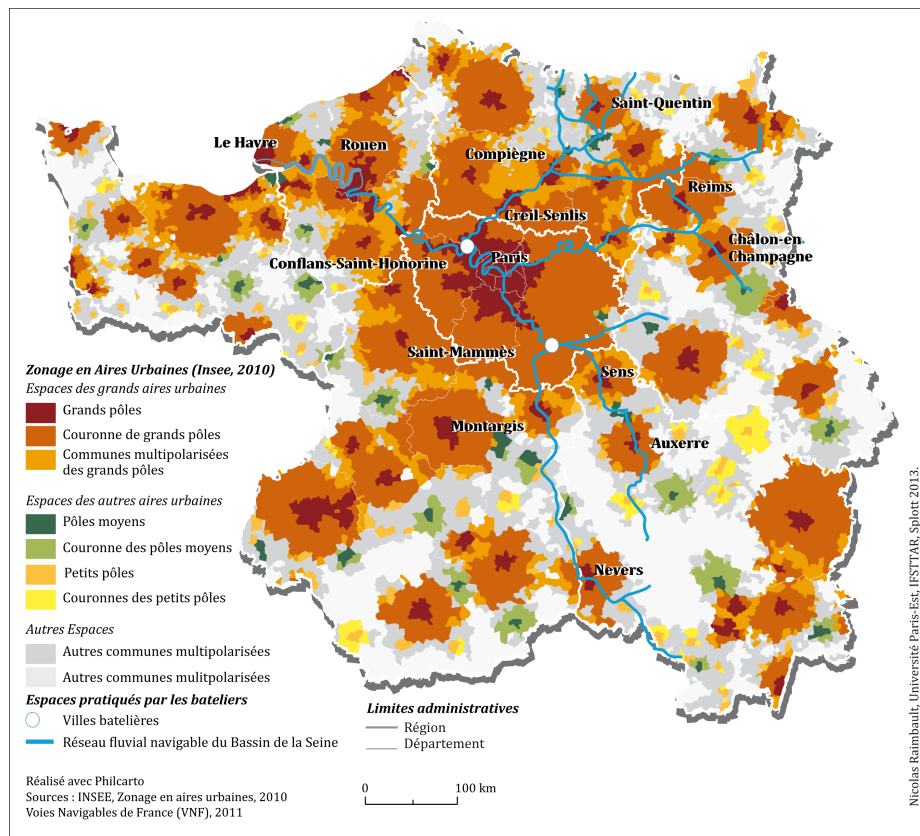 Saint-Quentin
Le Havre
Rouen
Compiègne
Reims
Creil-Senlis
Châlon-en-
Champagne
Paris
Conflans-Saint-Honorine
Saint-Mammès
Sens
Montargis
Auxerre
Nevers
Zonage en Aires Urbaines (Insee, 2010)
Espaces des grands aires urbaines
Grands pôles
Couronne de grands pôles
Communes multipolarisées
des grands pôles
Espaces des autres aires urbaines
Pôles moyens
Couronne des pôles moyens
Petits pôles
Couronnes des petits pôles
Autres Espaces
Autres communes multipolarisées
Autres communes mulitpolarisées
Espaces pratiqués par les bateliers
Villes batelières
Réseau fluvial navigable du Bassin de la Seine
Limites administratives
Région
Département
Réalisé avec Philcarto
Sources : INSEE, Zonage en aires urbaines, 2010
Voies Navigables de France (VNF), 2011
0 100 km
Nicolas Raimbault, Université Paris-Est, IFSTTAR, Splott 2013.